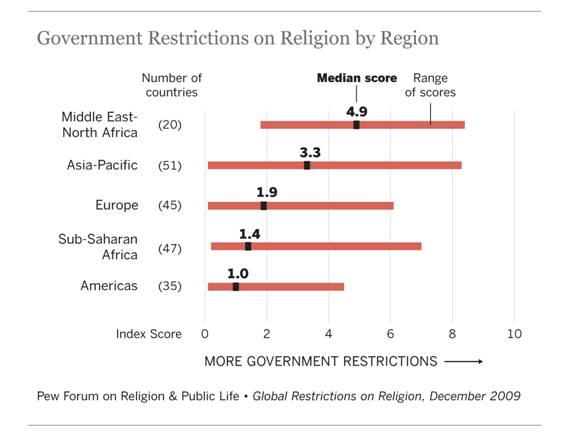 Government Restrictions on Religion by Region
Number of
countries
Median score
Range
of scores
Middle East-
North Africa
(20)
4.9
Asia-Pacific
(51)
3.3
Europe
(45)
1.9
Sub-Saharan
Africa
(47)
1.4
Americas
(35)
1.0
Index Score 0 2 4 6 8 10
MORE GOVERNMENT RESTRICTIONS
Pew Forum on Religion & Public Life • Global Restrictions on Religion, December 2009